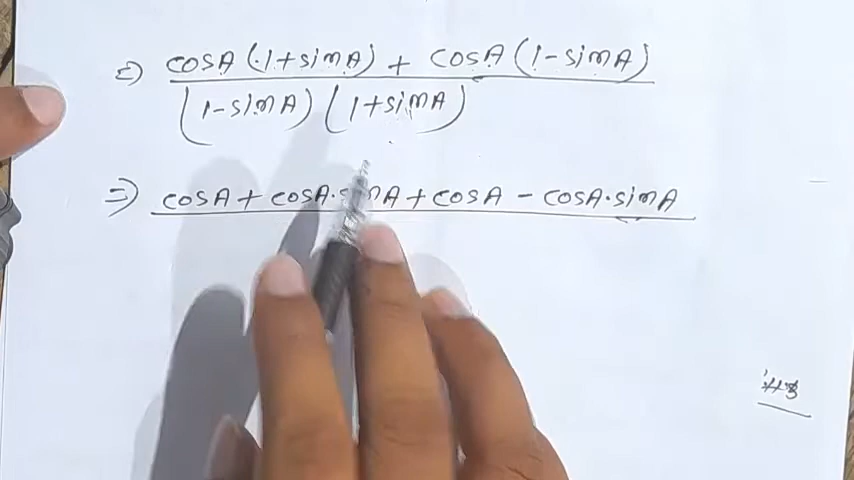 =) cosA (1+sinA) + cosA (1-sinA)
(1-sinA) (1+sinA)
=) cosA + cosA.sinA + cosA - cosA.sinA